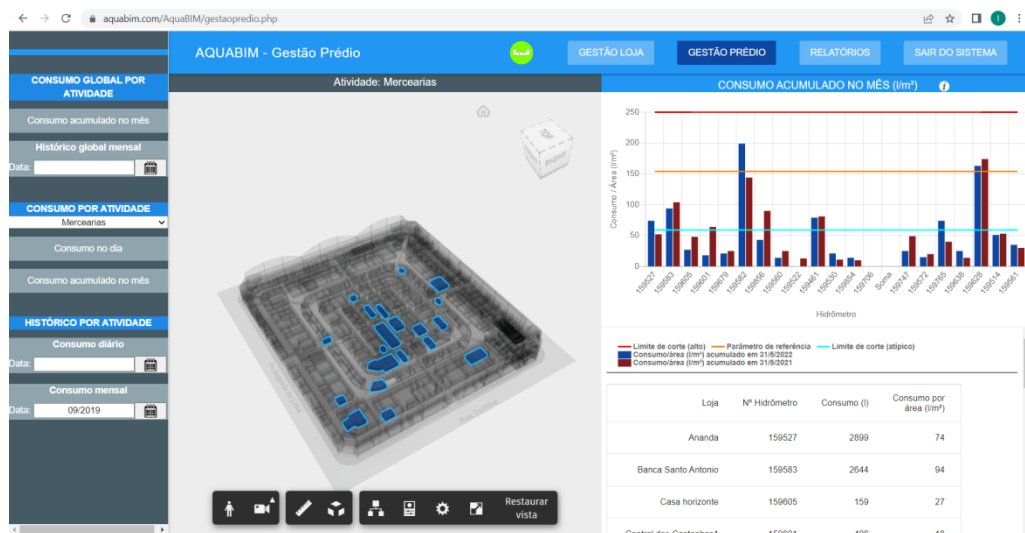 aquabim.com/AquaBIM/gestaopredio.php
AQUABIM - Gestão Prédio
GESTÃO LOJA
GESTÃO PRÉDIO
RELATÓRIOS
SAIR DO SISTEMA
CONSUMO GLOBAL POR
ATIVIDADE
Consumo acumulado no mês
Histórico global mensal
Data:
CONSUMO POR ATIVIDADE
Mercearias
Consumo no dia
Consumo acumulado no mês
HISTÓRICO POR ATIVIDADE
Consumo diário
Data:
Consumo mensal
Data: 09/2019
Atividade: Mercearias
TOP
RIGHT
Restaurar
vista
CONSUMO ACUMULADO NO MÊS (l/m²)
Consumo / Área (l/m²)
250
200
150
100
50
0
159527
159583
159605
159601
159679
159582
159656
159560
159522
159481
159530
159854
159706
Soma
159747
159572
159765
159638
159628
159514
159561
Hidrômetro
Limite de corte (alto) Parâmetro de referência Limite de corte (atípico)
Consumo/área (l/m²) acumulado em 31/5/2022
Consumo/área (l/m²) acumulado em 31/5/2021
Loja Nº Hidrômetro Consumo (l) Consumo por
área (l/m²)
Ananda 159527 2899 74
Banca Santo Antonio 159583 2644 94
Casa horizonte 159605 159 27